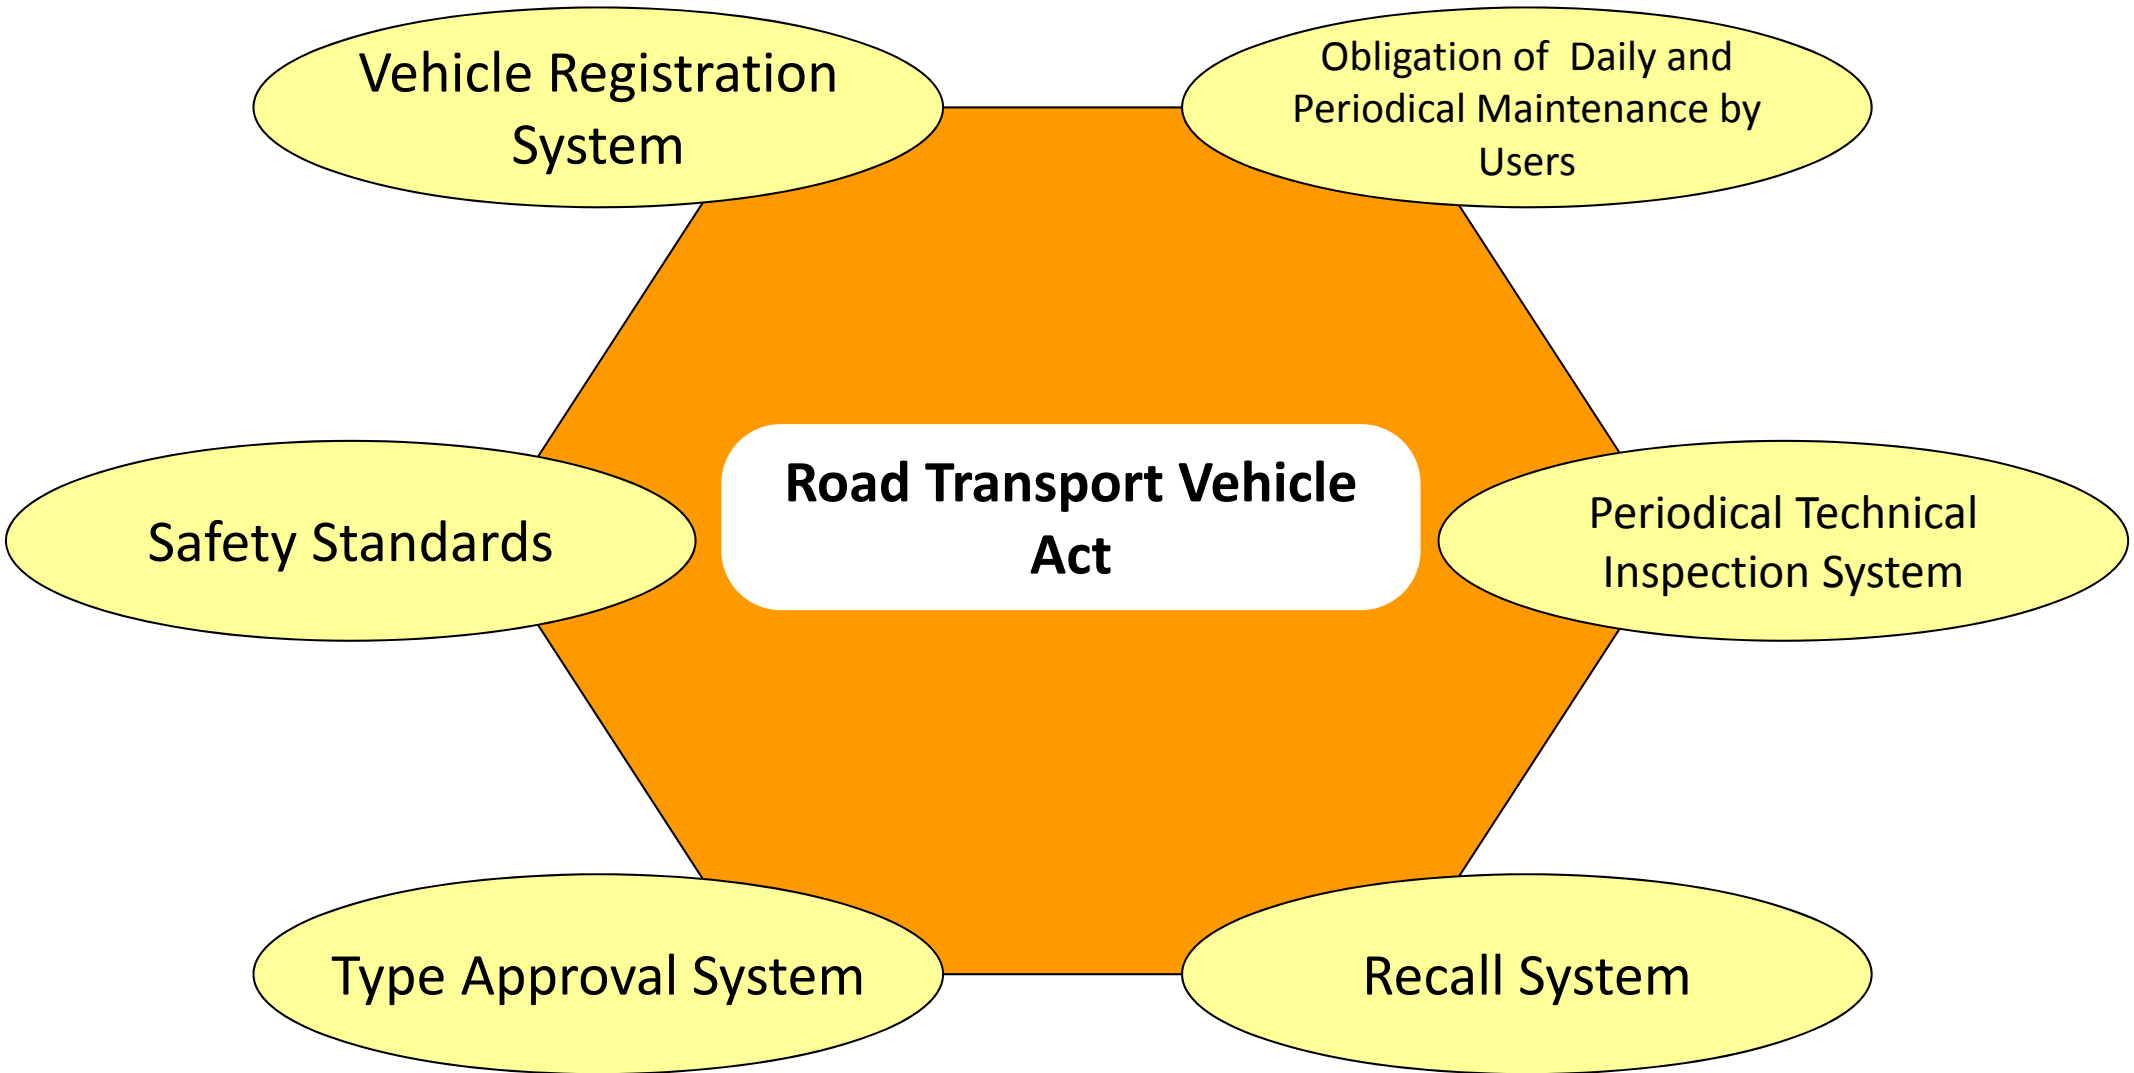 Vehicle Registration
System
Obligation of  Daily and
Periodical Maintenance by
Users
Safety Standards
Road Transport Vehicle
Act
Periodical Technical
Inspection System
Type Approval System
Recall System